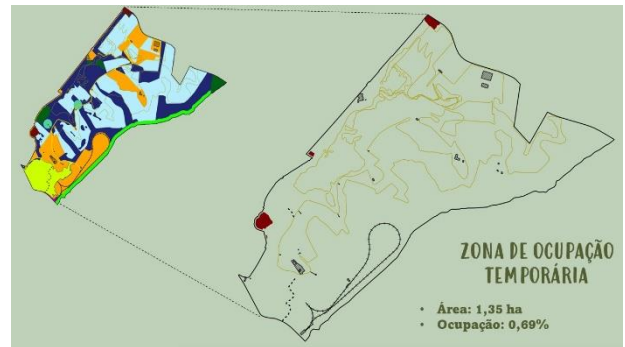 ZONA DE OCUPAÇÃO
TEMPORÁRIA
• Área: 1,35 ha
• Ocupação: 0,69%